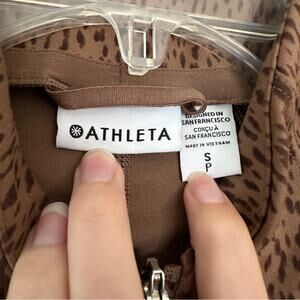 ATHLETA
DESIGNED IN
SAN FRANCISCO
CONÇU À
SAN FRANCISCO
MADE IN VIETNAM
S
P